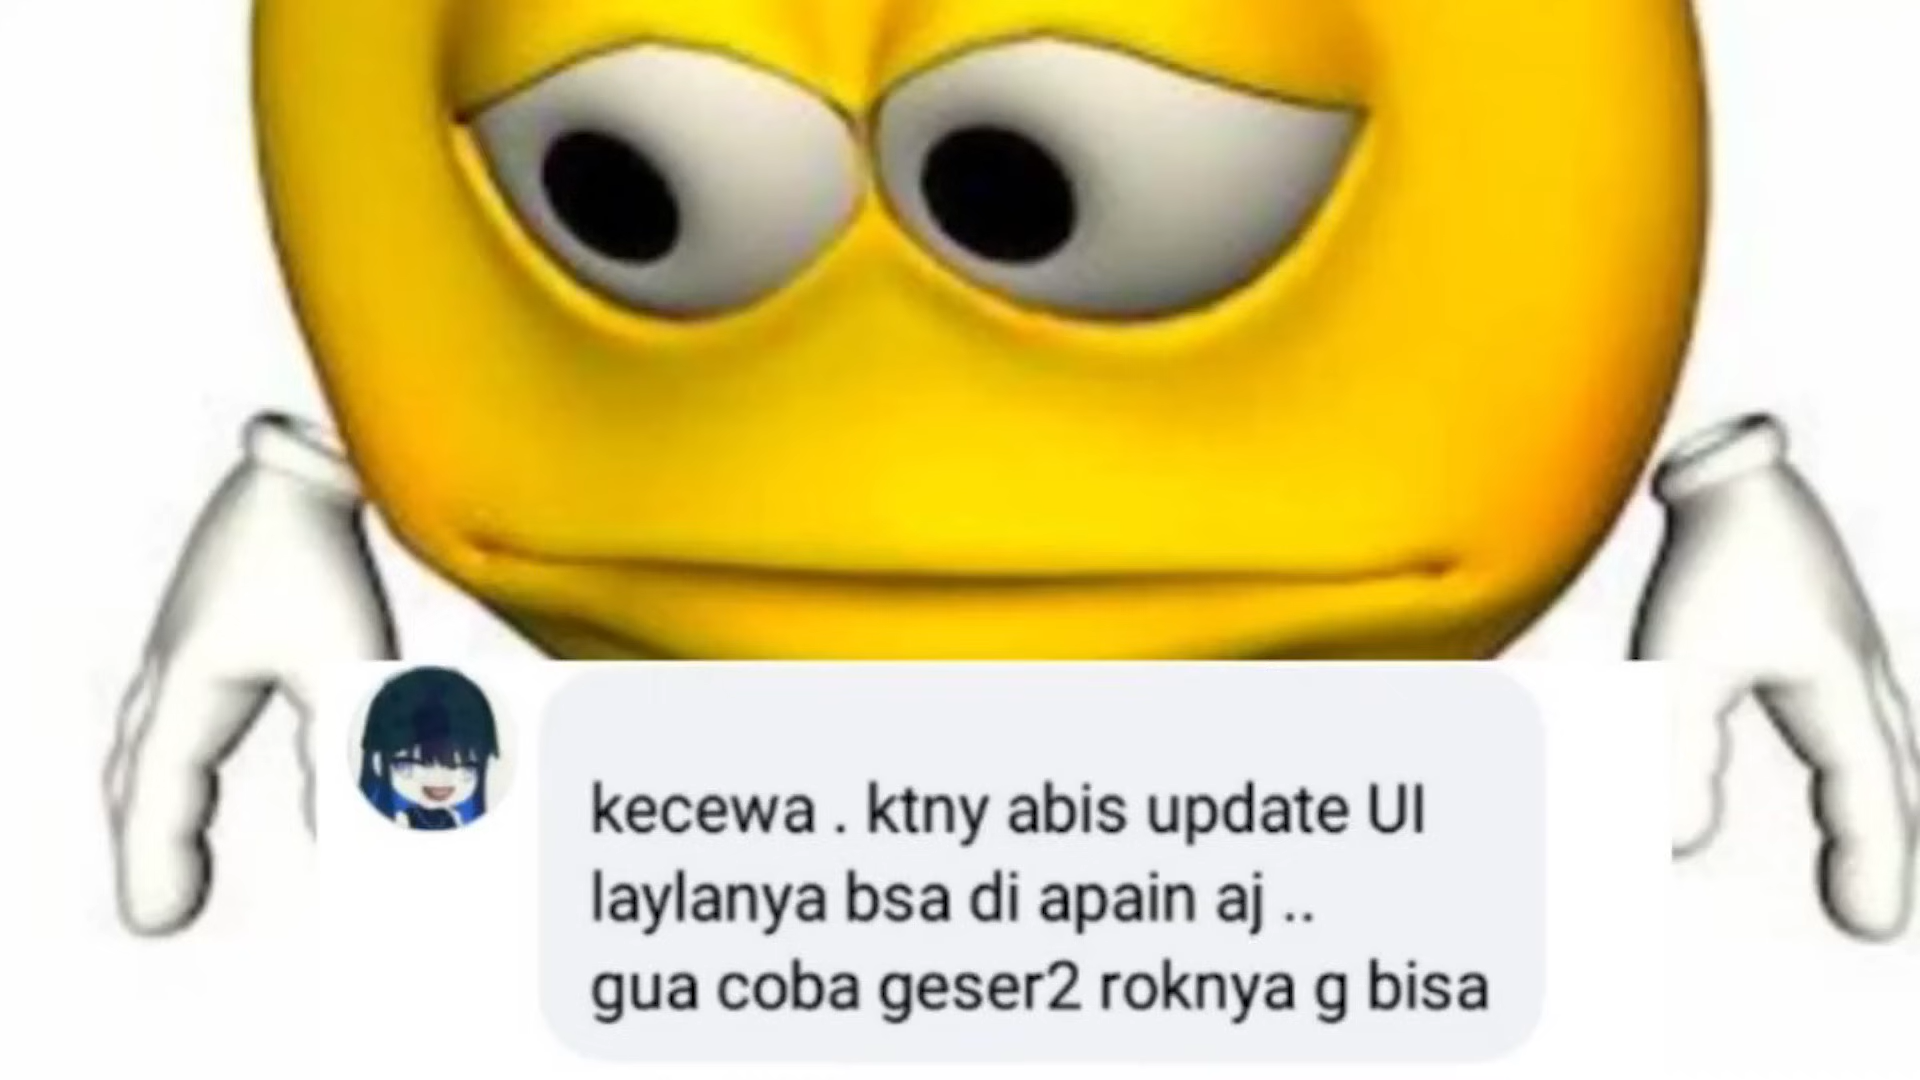 kecewa . ktny abis update UI
laylanya bsa di apain aj ..
gua coba geser2 roknya g bisa